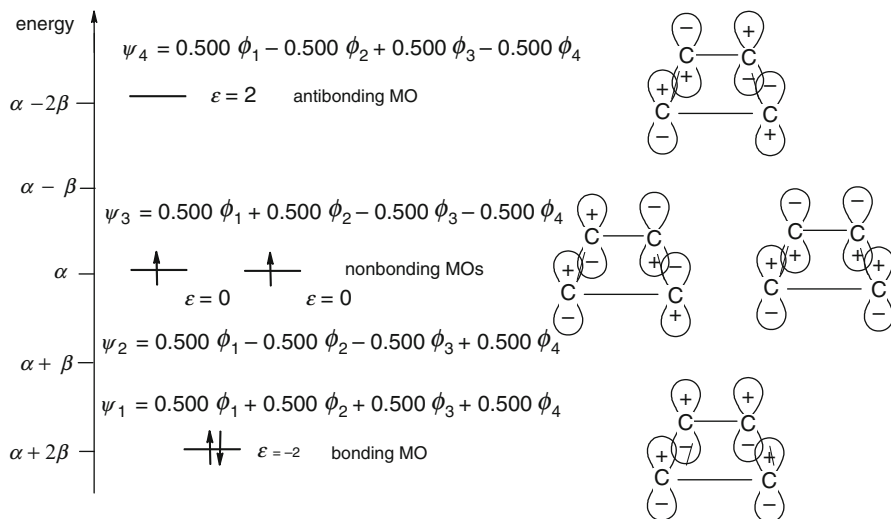 energy
ψ₄ = 0.500 ϕ₁ − 0.500 ϕ₂ + 0.500 ϕ₃ − 0.500 ϕ₄
α −2β
ε = 2 antibonding MO
α − β
ψ₃ = 0.500 ϕ₁ + 0.500 ϕ₂ − 0.500 ϕ₃ − 0.500 ϕ₄
α
nonbonding MOs
ε = 0 ε = 0
ψ₂ = 0.500 ϕ₁ − 0.500 ϕ₂ − 0.500 ϕ₃ + 0.500 ϕ₄
α + β
ψ₁ = 0.500 ϕ₁ + 0.500 ϕ₂ + 0.500 ϕ₃ + 0.500 ϕ₄
α + 2β
ε = −2 bonding MO
− +
C C
+ + − −
C C
− +
+ −
C C
+ − + −
C C
− +
− −
C C
+ + + +
C C
− −
+ +
C C
+ − − +
C C
− −